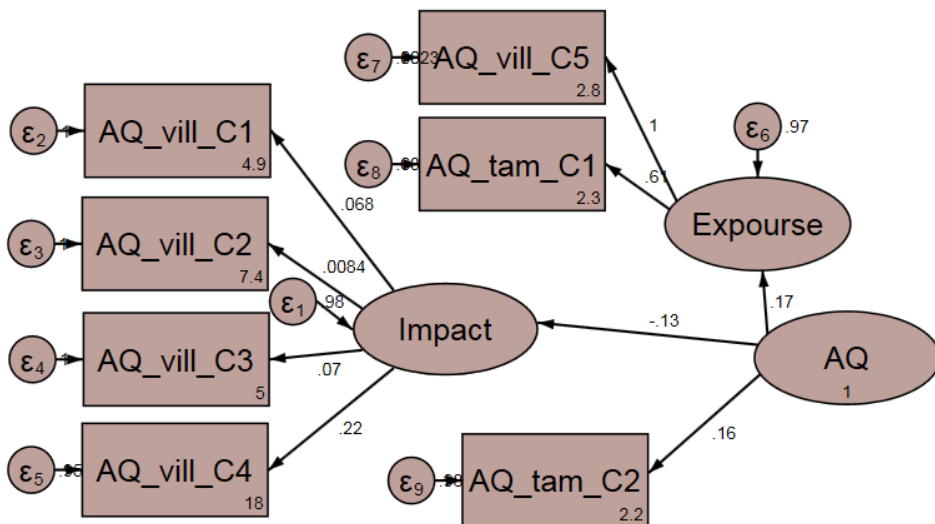 ε7
AQ_vill_C5
2.8
ε2
AQ_vill_C1
4.9
ε8
AQ_tam_C1
2.3
1
.61
ε6
.97
Expourse
.068
ε3
AQ_vill_C2
7.4
.0084
ε1
.98
Impact
-.13
.17
AQ
1
ε4
AQ_vill_C3
5
.07
ε5
AQ_vill_C4
18
.22
.16
ε9
AQ_tam_C2
2.2